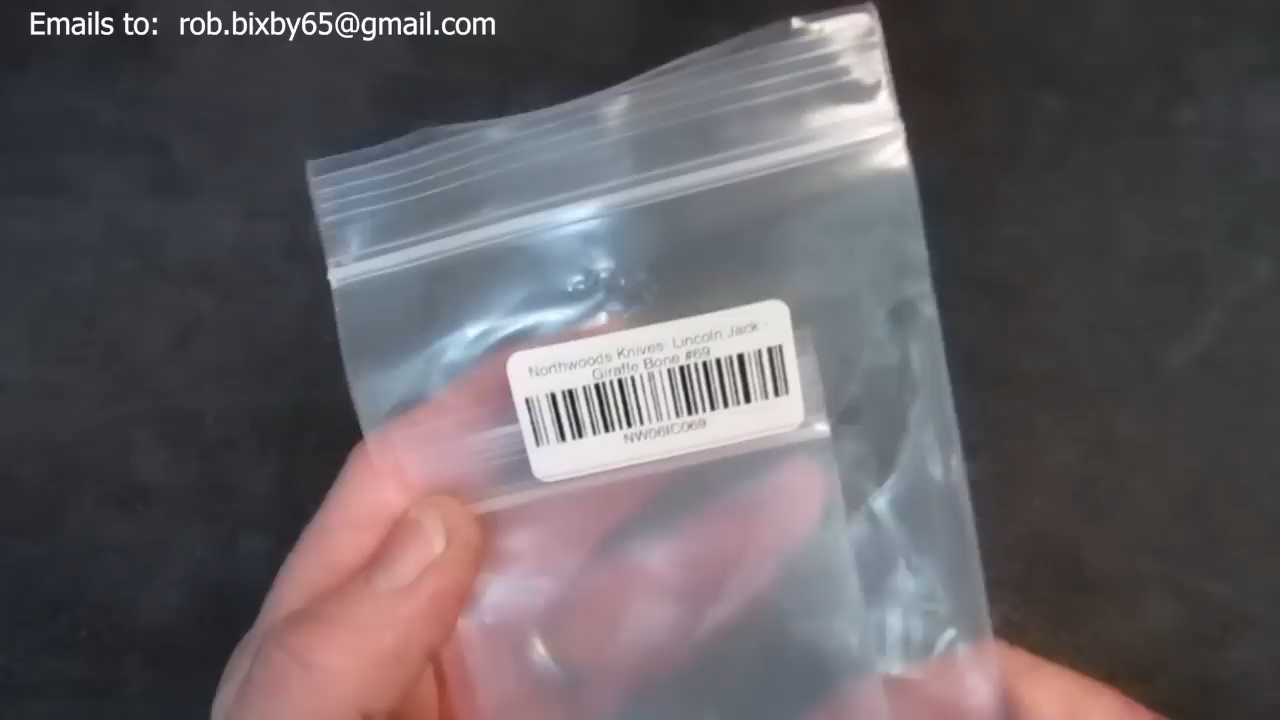 Emails to: rob.bixby65@gmail.com
Northwoods Knives Lincoln Jack -
Giraffe Bone #69
NW06IC069